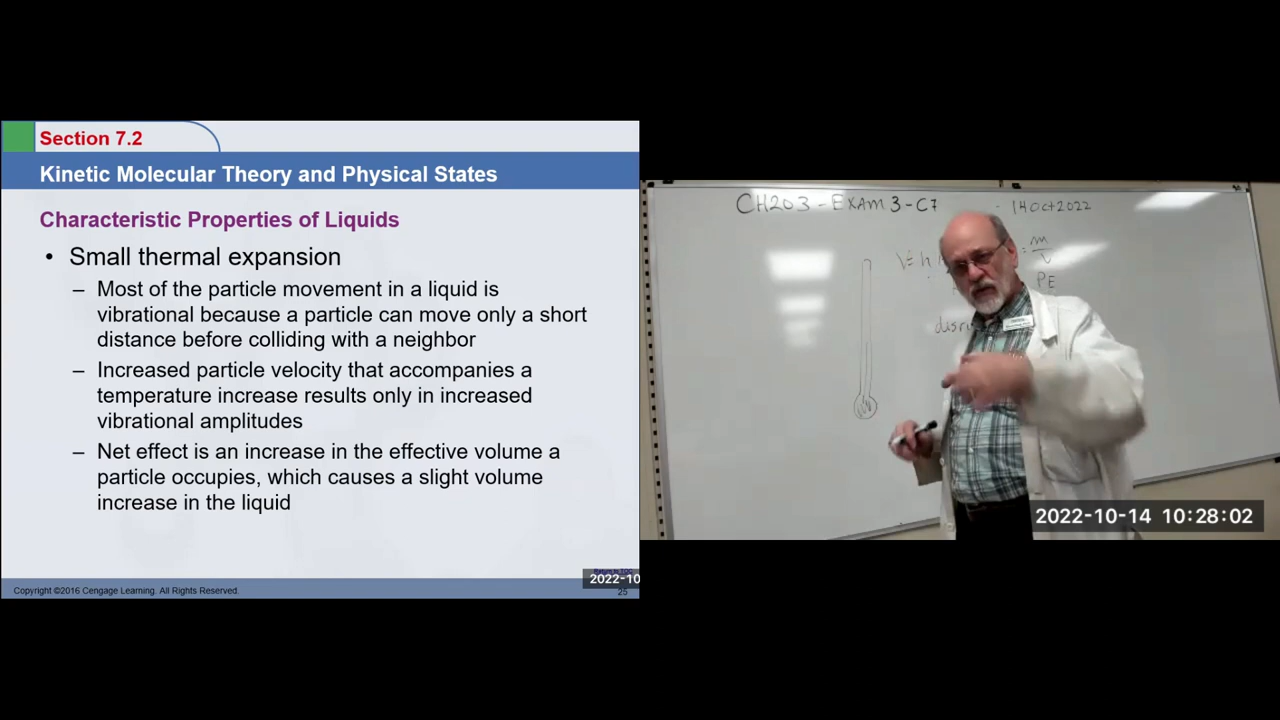 Section 7.2
Kinetic Molecular Theory and Physical States
Characteristic Properties of Liquids
• Small thermal expansion
– Most of the particle movement in a liquid is
vibrational because a particle can move only a short
distance before colliding with a neighbor
– Increased particle velocity that accompanies a
temperature increase results only in increased
vibrational amplitudes
– Net effect is an increase in the effective volume a
particle occupies, which causes a slight volume
increase in the liquid
Copyright ©2016 Cengage Learning. All Rights Reserved.
2022-10
25
CH203 - EXAM 3 - C7 - 14 Oct 2022
= m/v
PE
2022-10-14 10:28:02